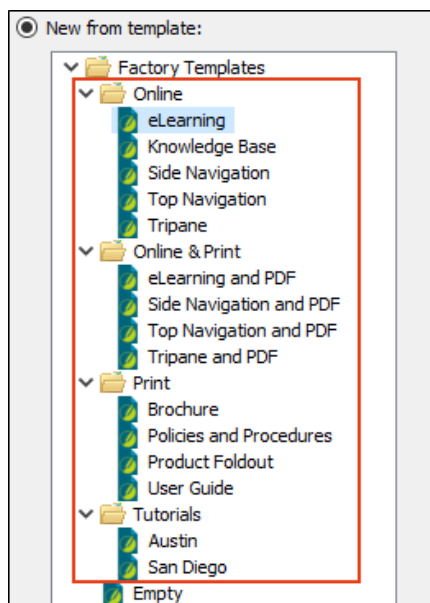 New from template:
Factory Templates
Online
eLearning
Knowledge Base
Side Navigation
Top Navigation
Tripane
Online & Print
eLearning and PDF
Side Navigation and PDF
Top Navigation and PDF
Tripane and PDF
Print
Brochure
Policies and Procedures
Product Foldout
User Guide
Tutorials
Austin
San Diego
Empty